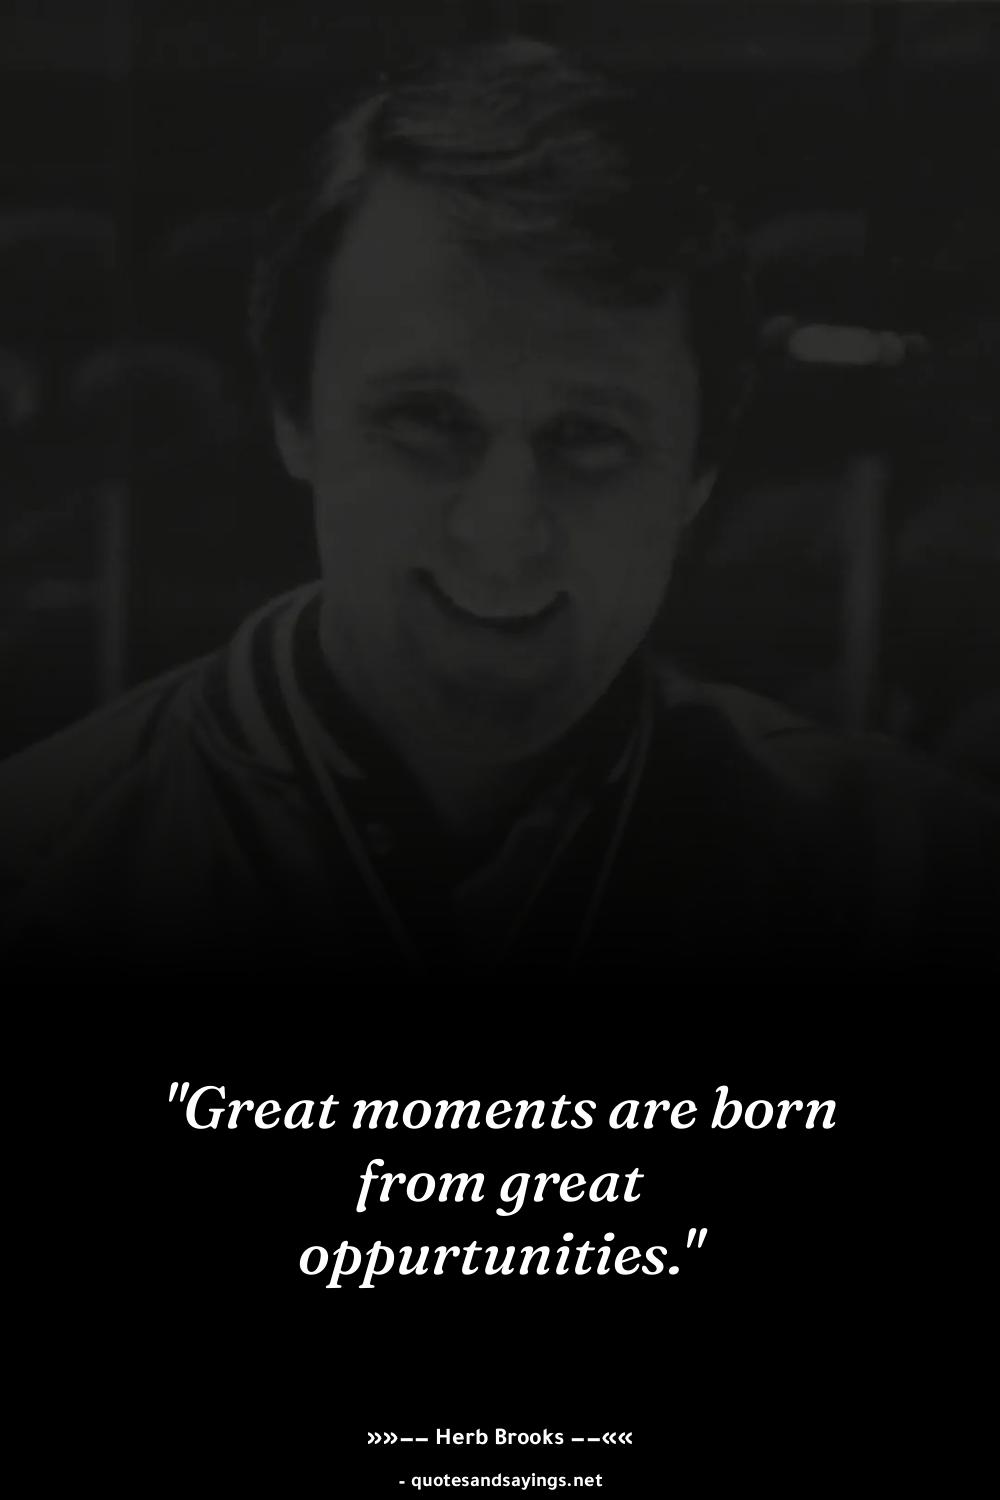 "Great moments are born
from great
oppurtunities."
»»–– Herb Brooks ––««
- quotesandsayings.net